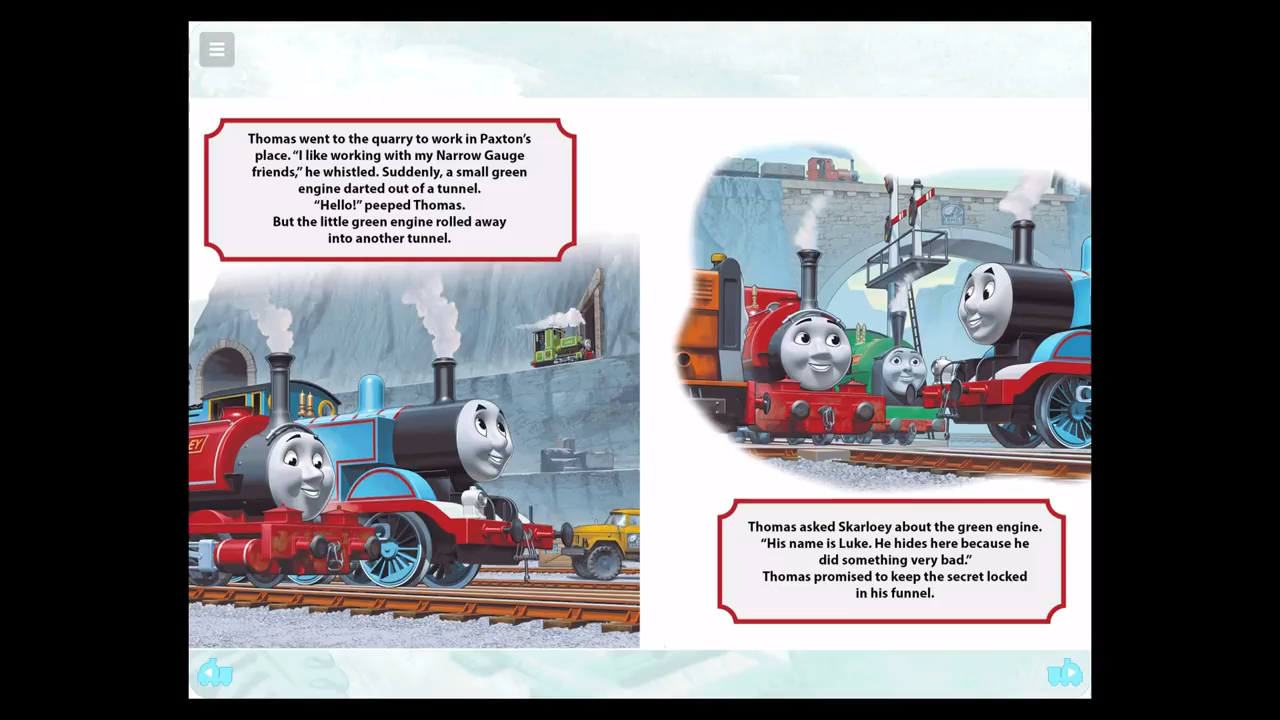 Thomas went to the quarry to work in Paxton's
place. “I like working with my Narrow Gauge
friends,” he whistled. Suddenly, a small green
engine darted out of a tunnel.
“Hello!” peeped Thomas.
But the little green engine rolled away
into another tunnel.
EY
Thomas asked Skarloey about the green engine.
“His name is Luke. He hides here because he
did something very bad.”
Thomas promised to keep the secret locked
in his funnel.